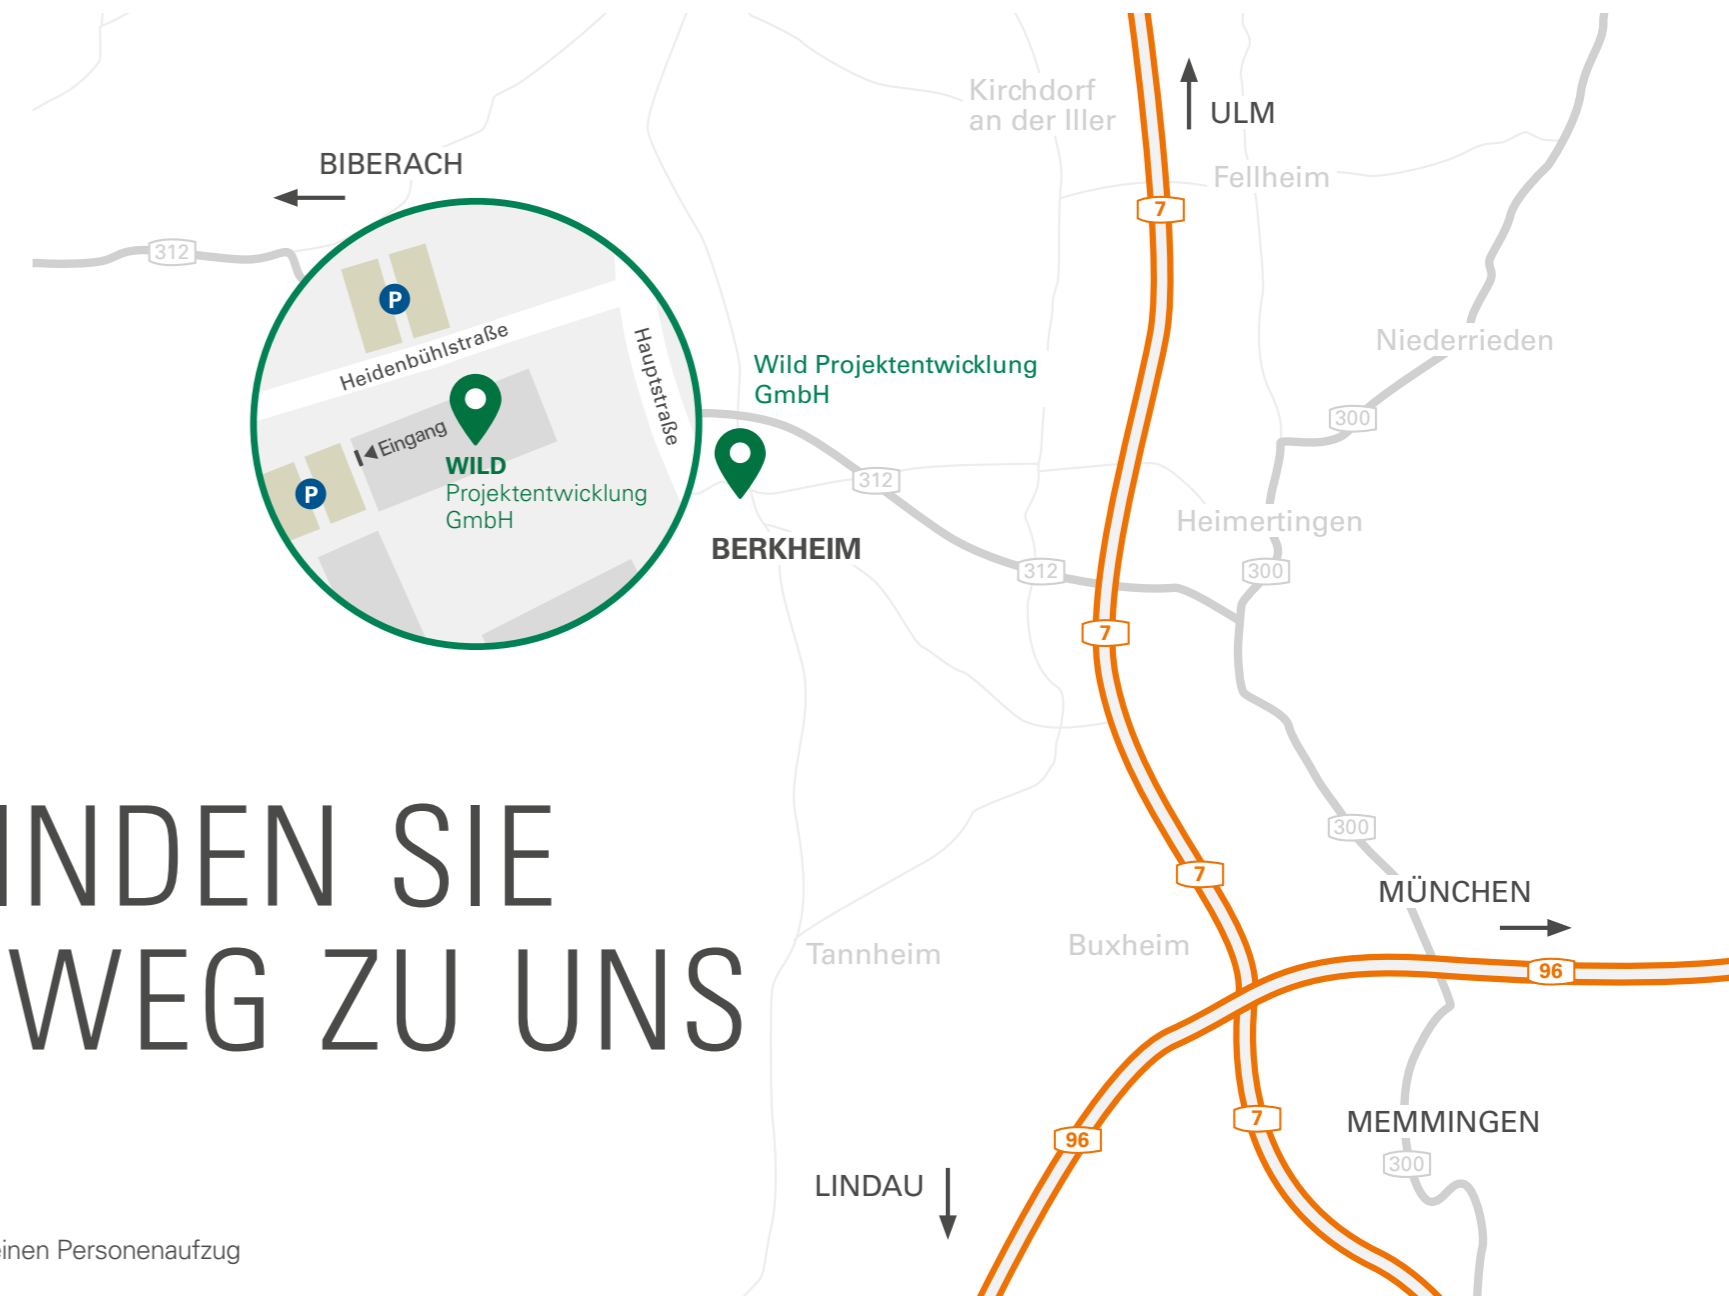 Kirchdorf
an der Iller
ULM
BIBERACH
Fellheim
7
312
P
Heidenbühlstraße
Hauptstraße
Niederrieden
Wild Projektentwicklung
GmbH
300
Eingang
WILD
Projektentwicklung
GmbH
P
312
Heimertingen
BERKHEIM
312
300
7
INDEN SIE
300
7
MÜNCHEN
WEG ZU UNS
Tannheim
Buxheim
96
7
MEMMINGEN
96
300
LINDAU
einen Personenaufzug